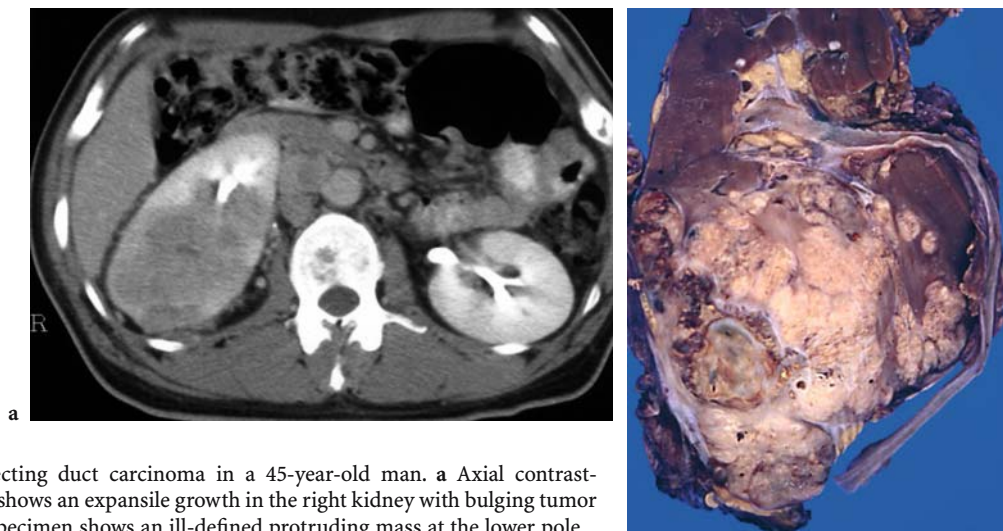 R
a
ecting duct carcinoma in a 45-year-old man. a Axial contrast-
shows an expansile growth in the right kidney with bulging tumor
pecimen shows an ill-defined protruding mass at the lower pole